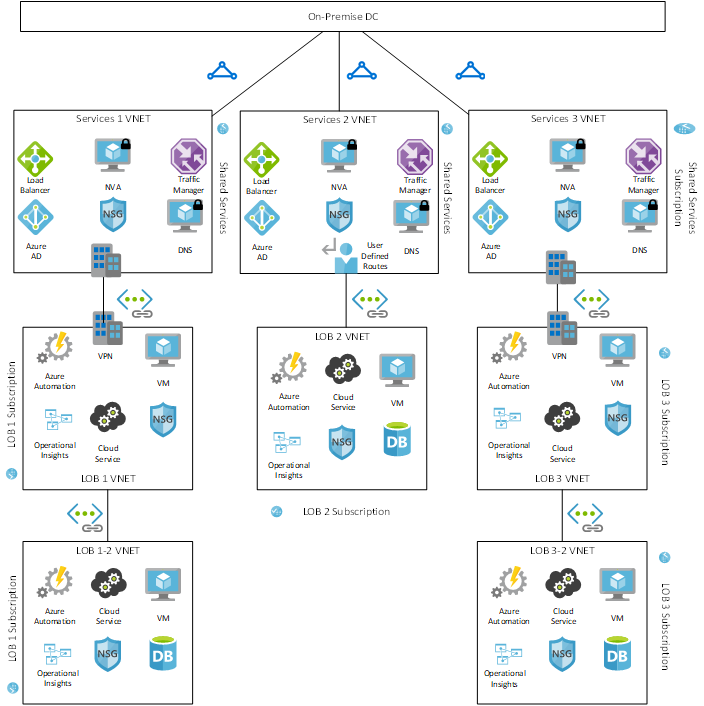 On-Premise DC
Services 1 VNET
Load
Balancer
NVA
Traffic
Manager
Azure
AD
NSG
DNS
Shared Services
Services 2 VNET
Load
Balancer
NVA
Traffic
Manager
Azure
AD
NSG
User
Defined
Routes
DNS
Shared Services
Services 3 VNET
Load
Balancer
NVA
Traffic
Manager
Azure
AD
NSG
DNS
Shared Services
Subscription
VPN
Azure
Automation
VM
Operational
Insights
Cloud
Service
NSG
LOB 1 VNET
LOB 1 Subscription
LOB 2 VNET
Azure
Automation
Cloud
Service
VM
Operational
Insights
NSG
DB
LOB 2 Subscription
VPN
Azure
Automation
VM
Operational
Insights
Cloud
Service
NSG
LOB 3 VNET
LOB 3 Subscription
LOB 1-2 VNET
Azure
Automation
Cloud
Service
VM
Operational
Insights
NSG
DB
LOB 1 Subscription
LOB 3-2 VNET
Azure
Automation
Cloud
Service
VM
Operational
Insights
NSG
DB
LOB 3 Subscription